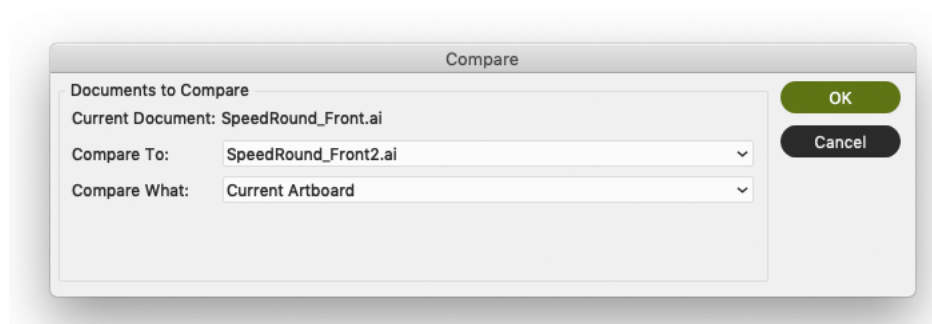 Compare
Documents to Compare
Current Document: SpeedRound_Front.ai
Compare To: SpeedRound_Front2.ai
Compare What: Current Artboard
OK
Cancel